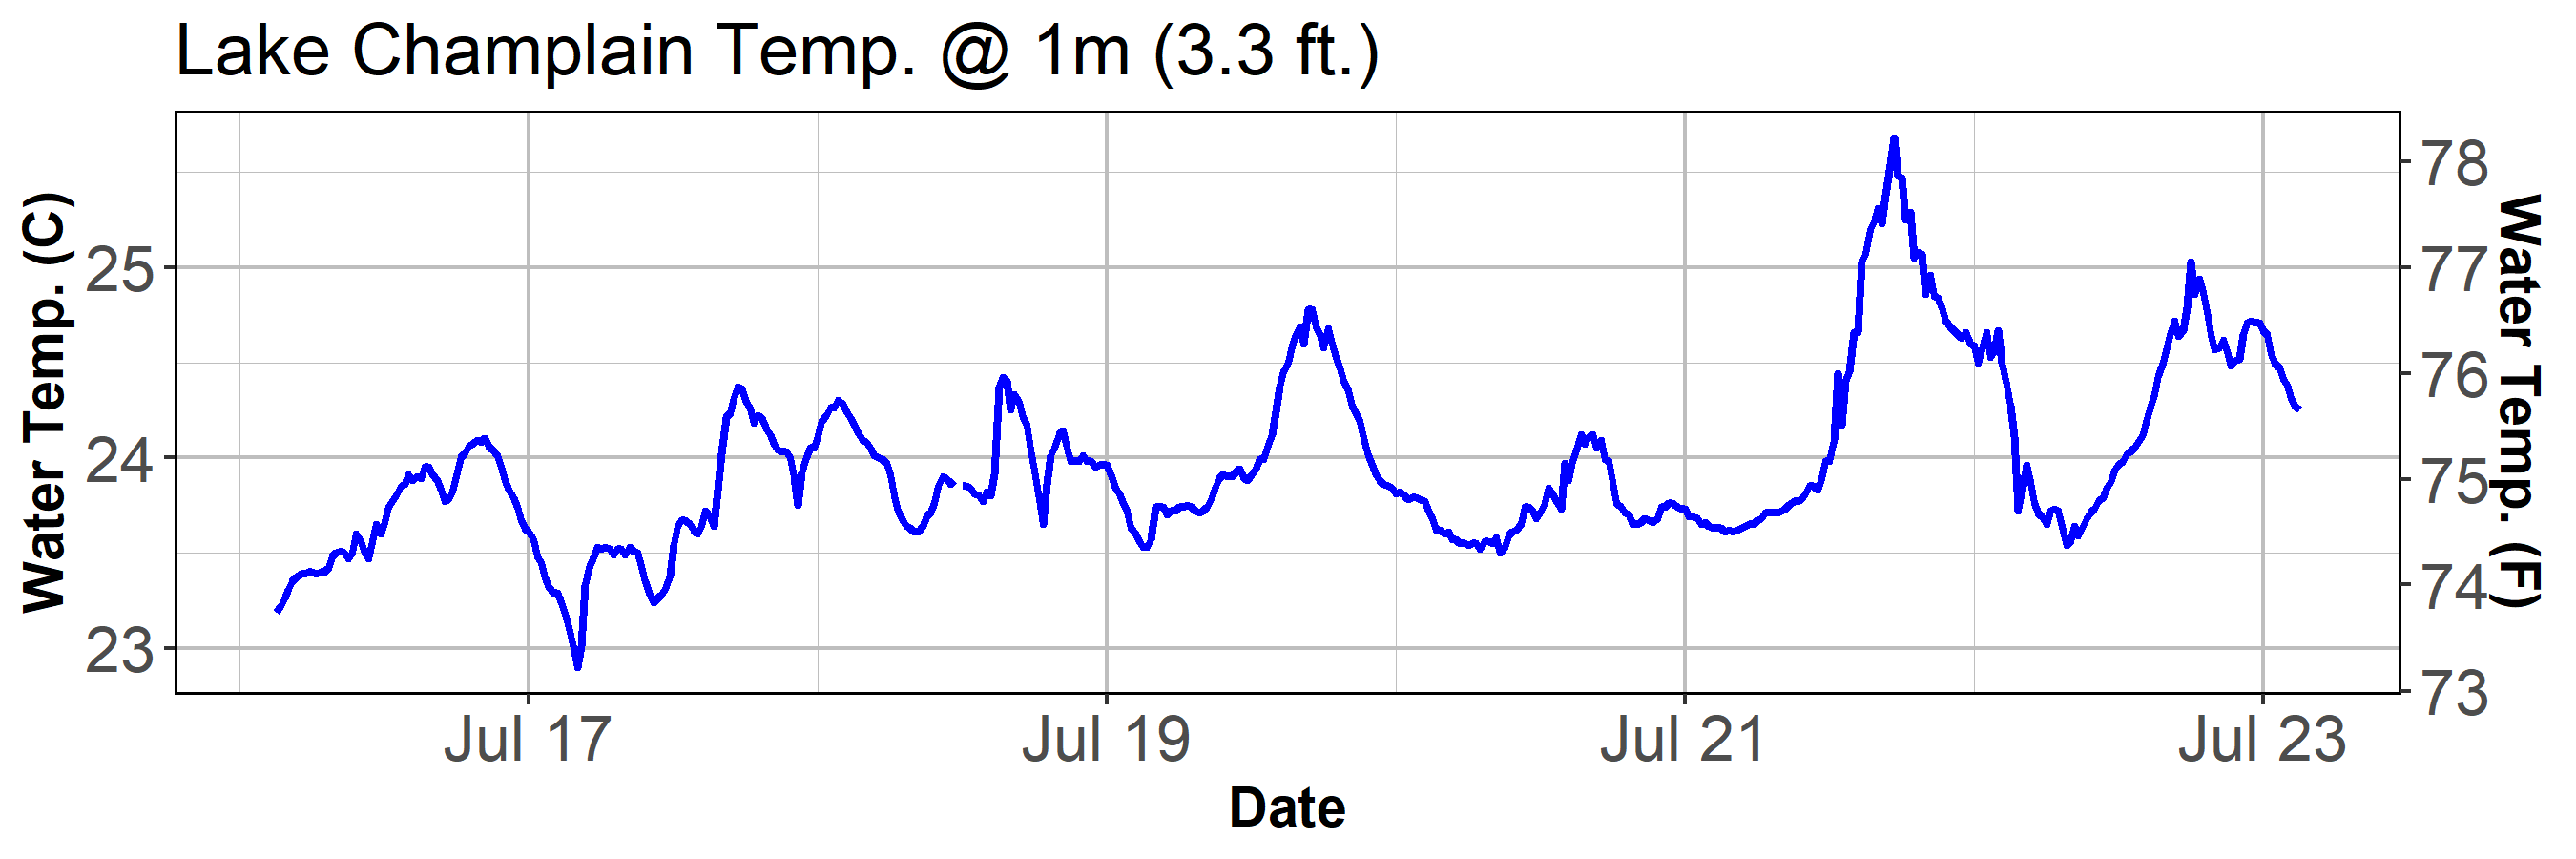 Lake Champlain Temp. @ 1m (3.3 ft.)
Water Temp. (C)
25
24
23
78
77
76
75
74
73
Water Temp. (F)
Jul 17 Jul 19 Jul 21 Jul 23
Date